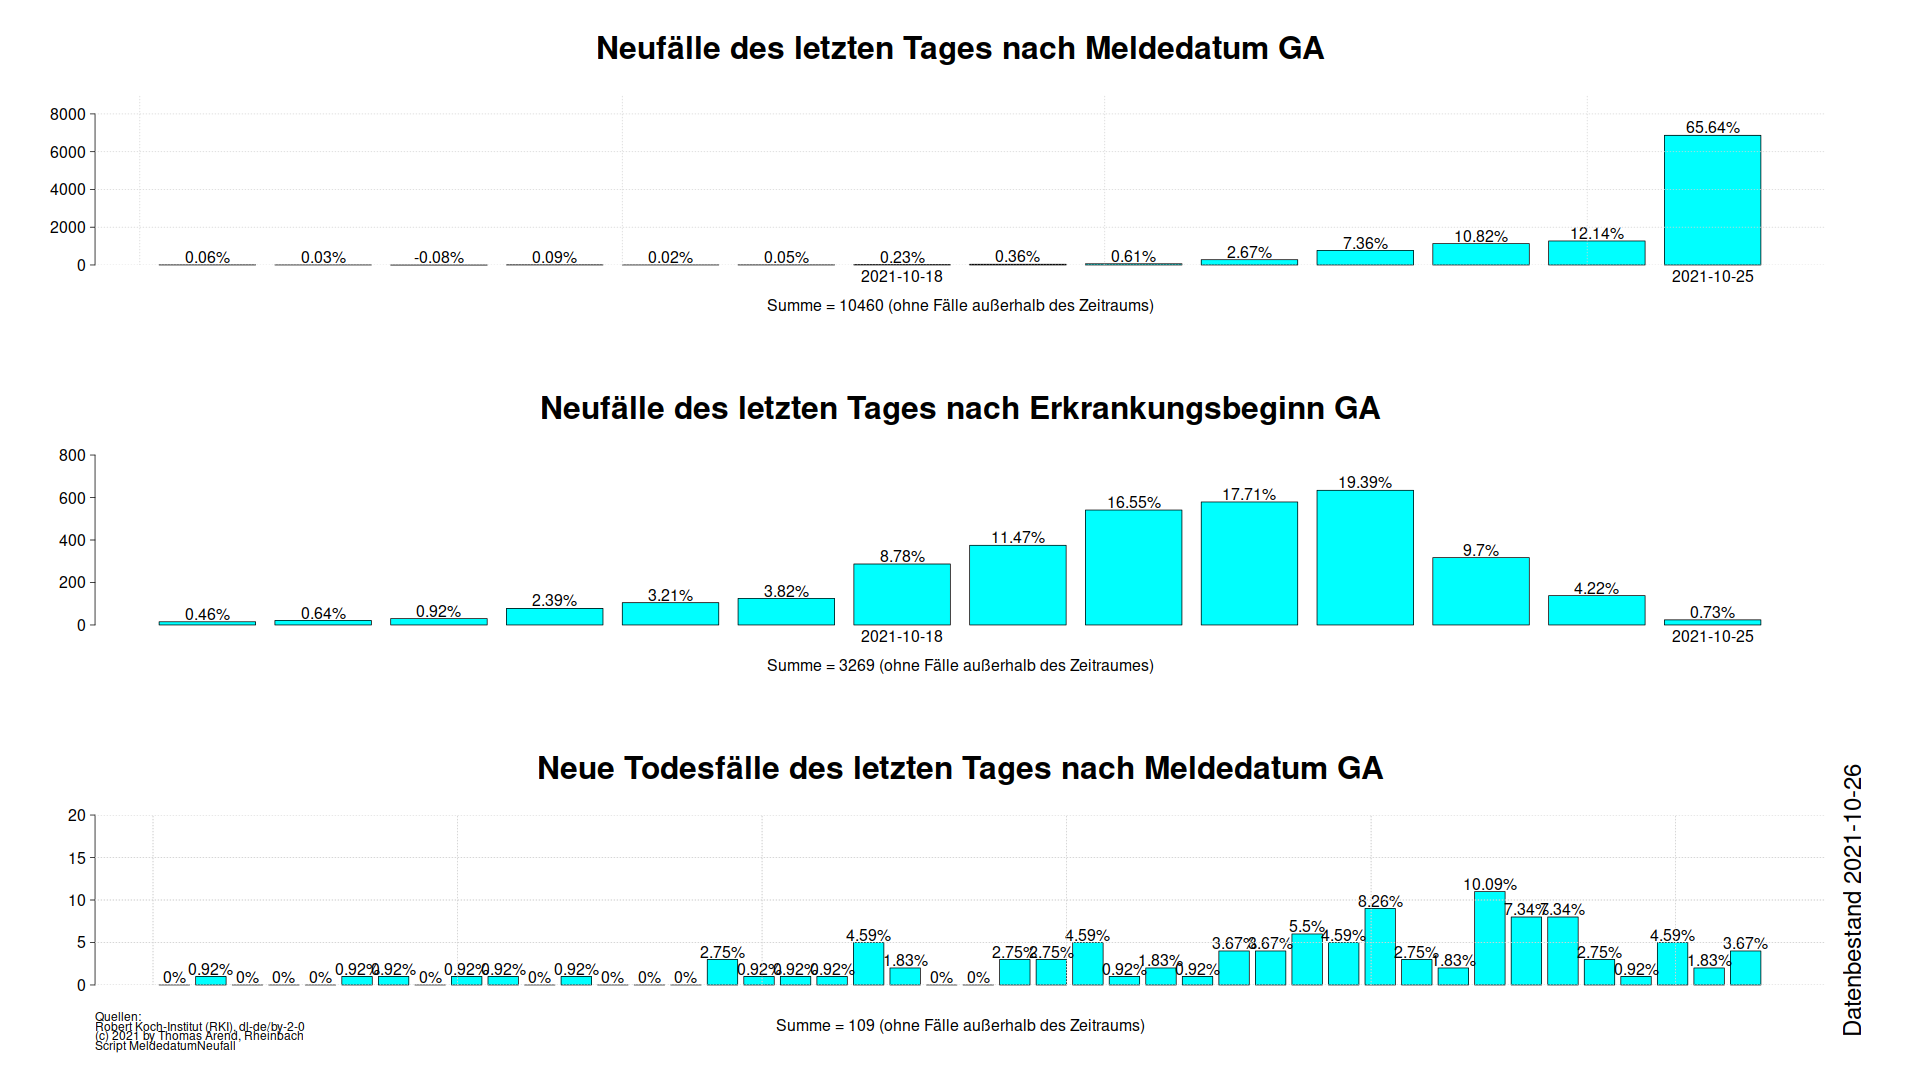 Neufälle des letzten Tages nach Meldedatum GA
8000
6000
4000
2000
0
0.06% 0.03% -0.08% 0.09% 0.02% 0.05% 0.23% 0.36% 0.61% 2.67% 7.36% 10.82% 12.14% 65.64%
2021-10-18 2021-10-25
Summe = 10460 (ohne Fälle außerhalb des Zeitraums)
Neufälle des letzten Tages nach Erkrankungsbeginn GA
800
600
400
200
0
0.46% 0.64% 0.92% 2.39% 3.21% 3.82% 8.78% 11.47% 16.55% 17.71% 19.39% 9.7% 4.22% 0.73%
2021-10-18 2021-10-25
Summe = 3269 (ohne Fälle außerhalb des Zeitraumes)
Neue Todesfälle des letzten Tages nach Meldedatum GA
20
15
10
5
0
0% 0.92% 0% 0% 0% 0.92% 0.92% 0% 0.92% 0.92% 0% 0.92% 0% 0% 0% 2.75% 0.92% 0.92% 0.92% 4.59% 1.83% 0% 0% 2.75% 2.75% 4.59% 0.92% 1.83% 0.92% 3.67% 3.67% 5.5% 4.59% 8.26% 2.75% 1.83% 10.09% 7.34% 7.34% 2.75% 0.92% 4.59% 1.83% 3.67%
Summe = 109 (ohne Fälle außerhalb des Zeitraums)
Quellen:
Robert Koch-Institut (RKI), dl-de/by-2-0
(c) 2021 by Thomas Arend, Rheinbach
Script MeldedatumNeufall
Datenbestand 2021-10-26